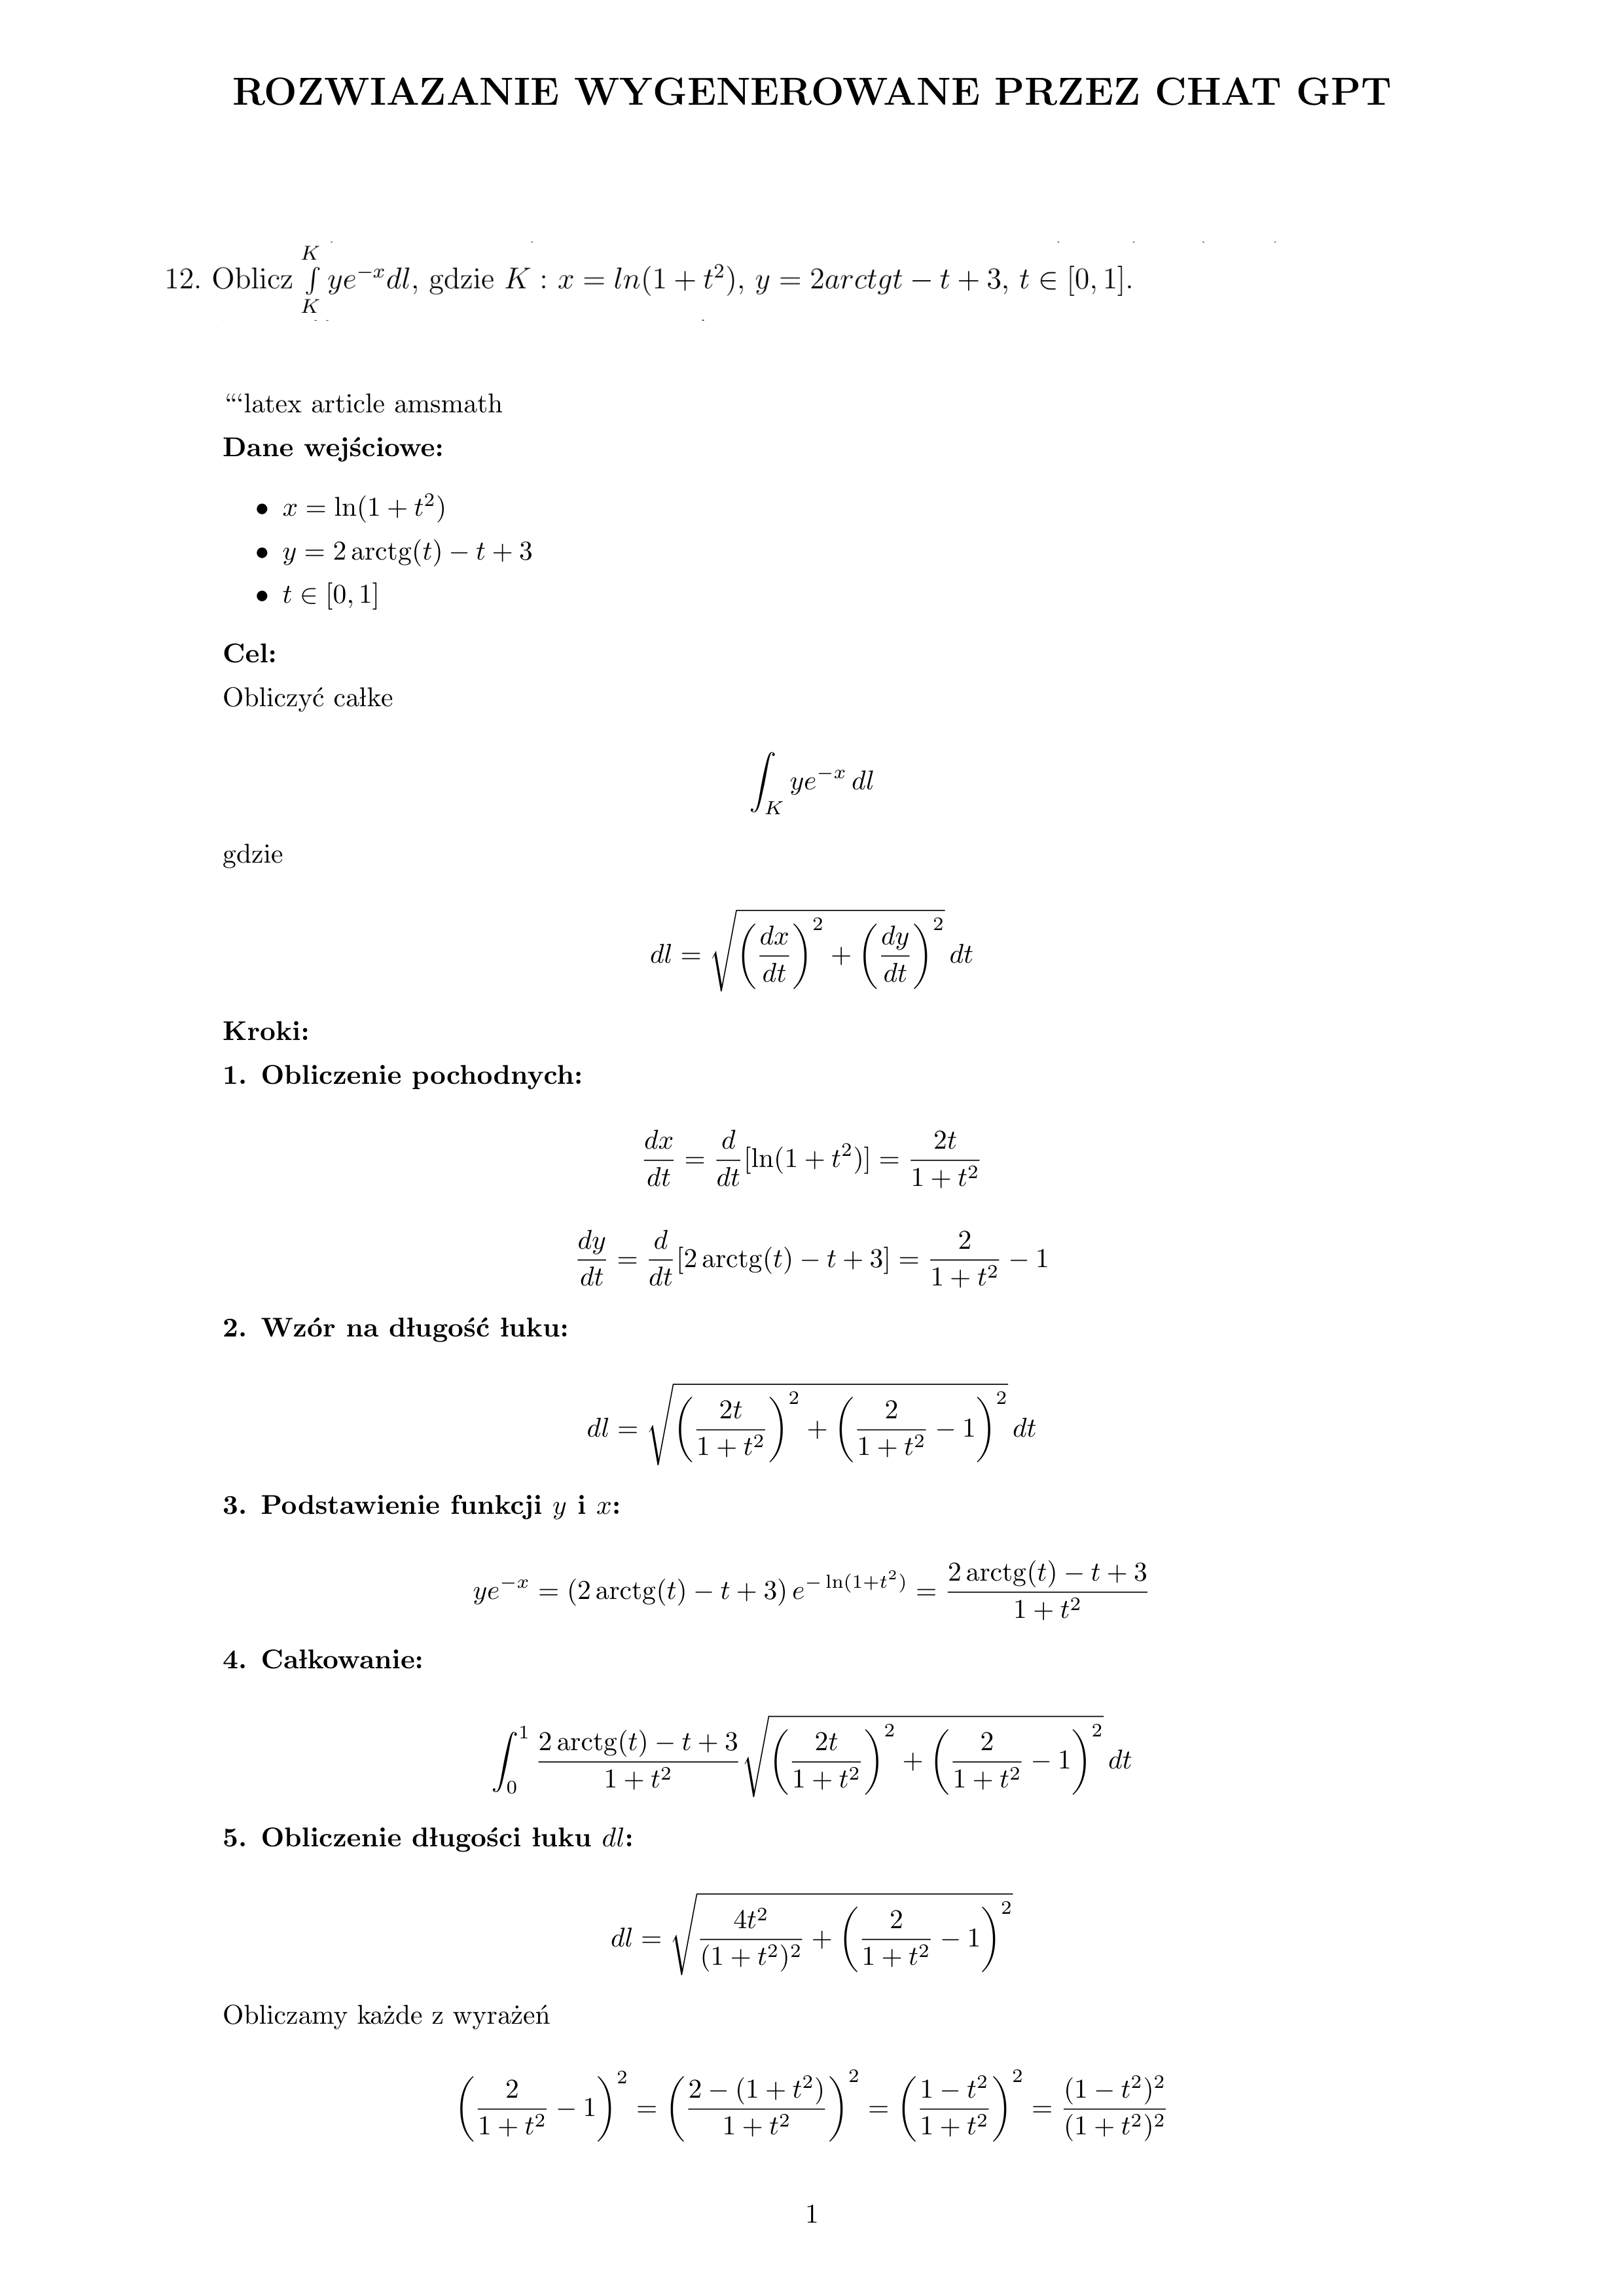 ROZWIAZANIE WYGENEROWANE PRZEZ CHAT GPT
12. Oblicz \int\limits_K^K ye^{-x}dl, gdzie K : x = ln(1 + t^2), y = 2arctgt − t + 3, t ∈ [0, 1].
“‘latex article amsmath
Dane wejściowe:
• x = ln(1 + t^2)
• y = 2 arctg(t) − t + 3
• t ∈ [0, 1]
Cel:
Obliczyć całke
\int_K ye^{-x} dl
gdzie
dl = \sqrt{\left(\frac{dx}{dt}\right)^2 + \left(\frac{dy}{dt}\right)^2} dt
Kroki:
1. Obliczenie pochodnych:
\frac{dx}{dt} = \frac{d}{dt}[\ln(1 + t^2)] = \frac{2t}{1 + t^2}
\frac{dy}{dt} = \frac{d}{dt}[2 arctg(t) − t + 3] = \frac{2}{1 + t^2} − 1
2. Wzór na długość łuku:
dl = \sqrt{\left(\frac{2t}{1 + t^2}\right)^2 + \left(\frac{2}{1 + t^2} − 1\right)^2} dt
3. Podstawienie funkcji y i x:
ye^{-x} = (2 arctg(t) − t + 3) e^{-\ln(1+t^2)} = \frac{2 arctg(t) − t + 3}{1 + t^2}
4. Całkowanie:
\int_0^1 \frac{2 arctg(t) − t + 3}{1 + t^2} \sqrt{\left(\frac{2t}{1 + t^2}\right)^2 + \left(\frac{2}{1 + t^2} − 1\right)^2} dt
5. Obliczenie długości łuku dl:
dl = \sqrt{\frac{4t^2}{(1 + t^2)^2} + \left(\frac{2}{1 + t^2} − 1\right)^2}
Obliczamy każde z wyrażeń
\left(\frac{2}{1 + t^2} − 1\right)^2 = \left(\frac{2 − (1 + t^2)}{1 + t^2}\right)^2 = \left(\frac{1 − t^2}{1 + t^2}\right)^2 = \frac{(1 − t^2)^2}{(1 + t^2)^2}
1